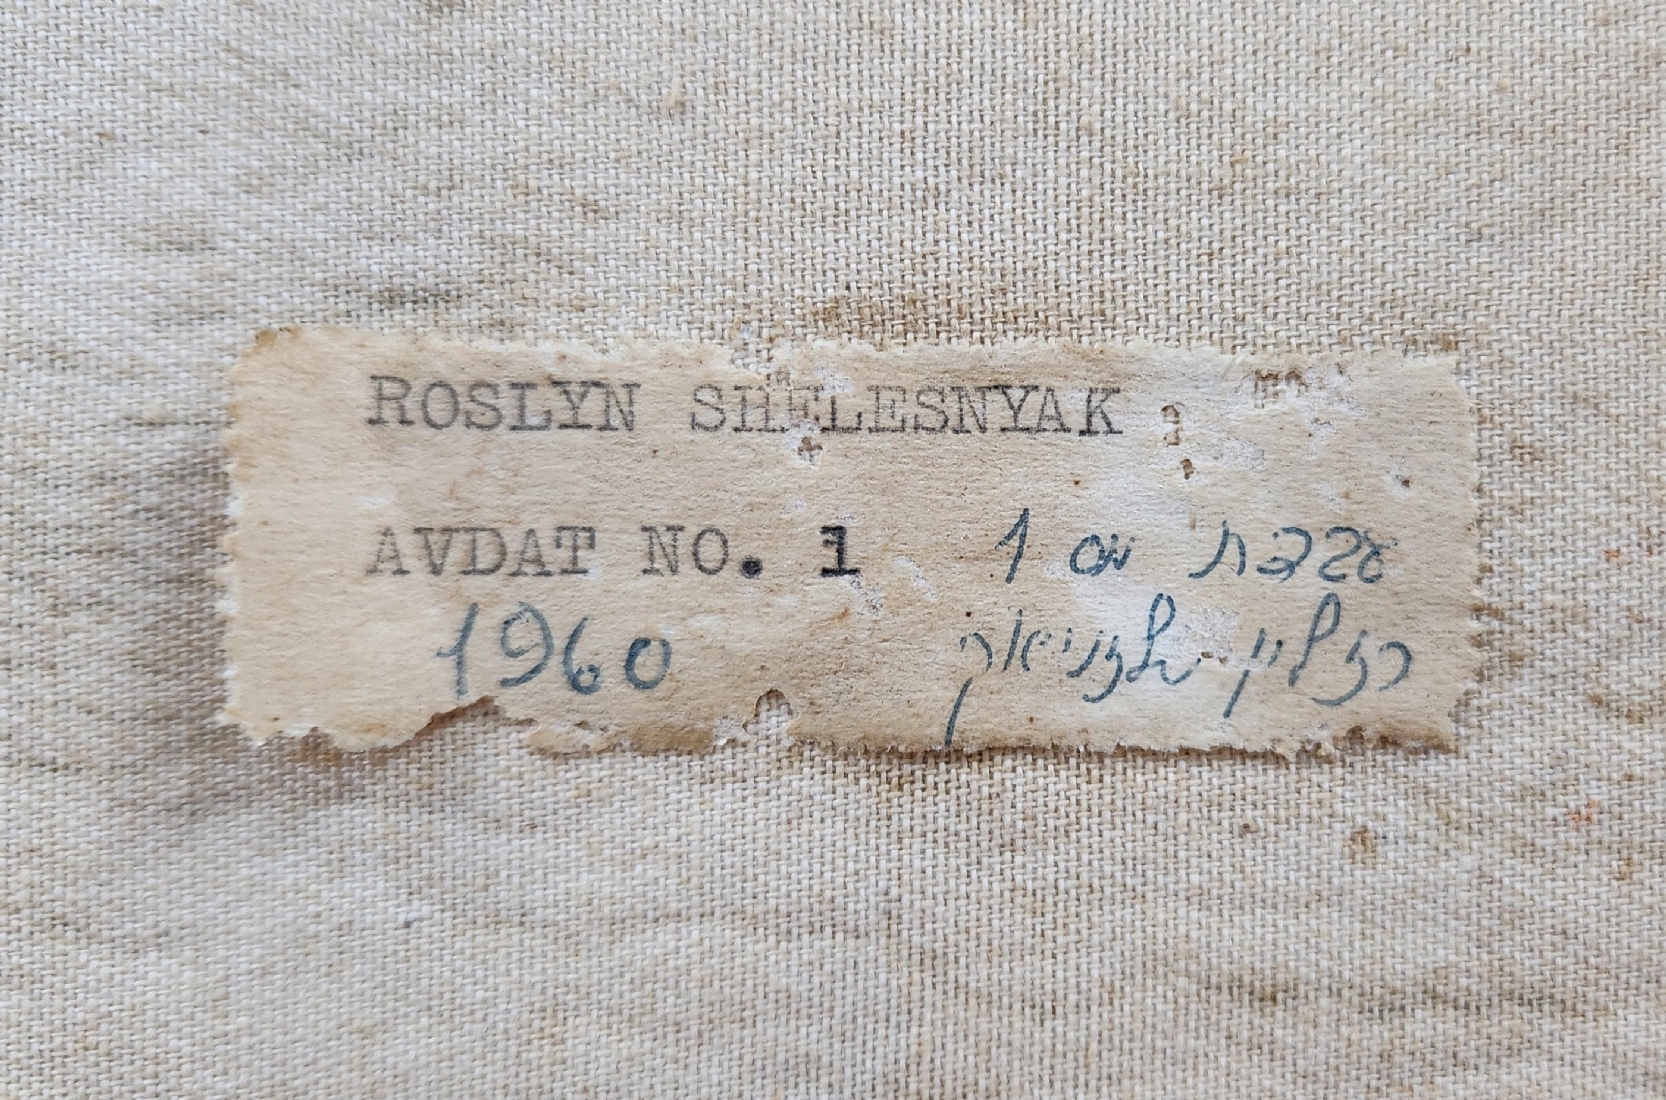 ROSLYN SHELESNYAK
AVDAT NO. 1
עבדת מס 1
1960
רזלין שלזניאק